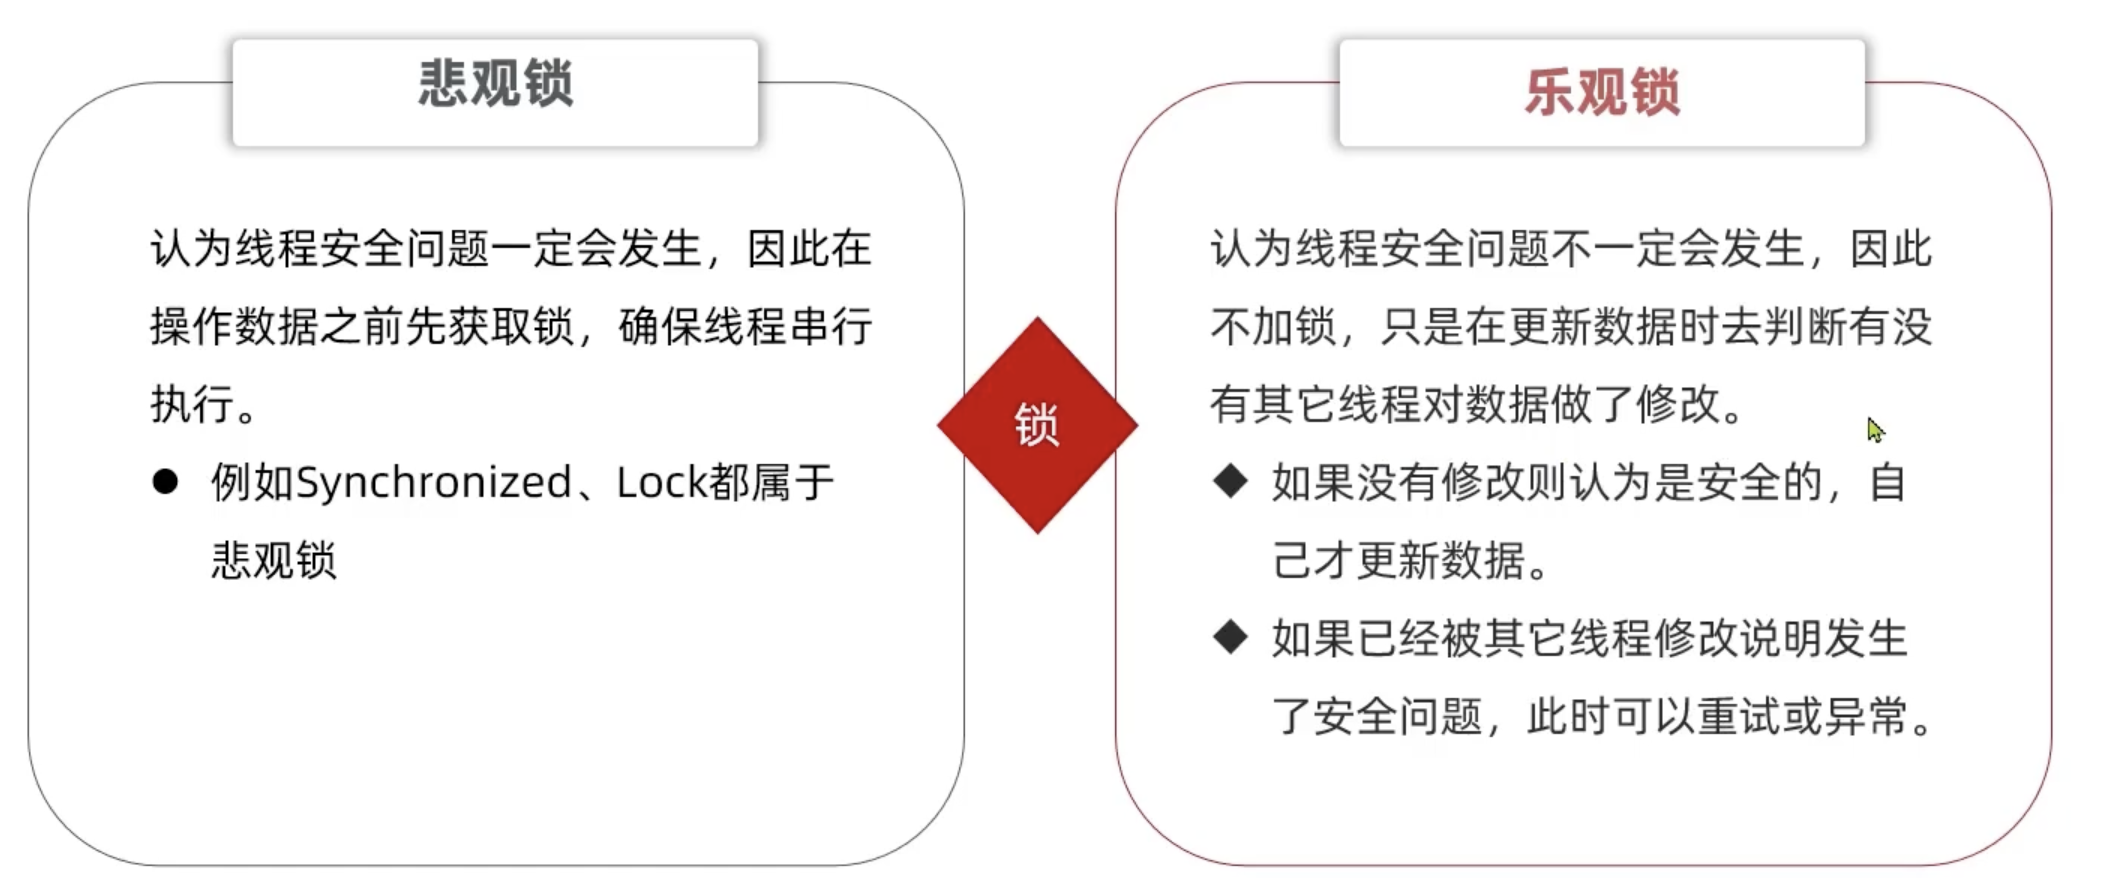 悲观锁
认为线程安全问题一定会发生，因此在
操作数据之前先获取锁，确保线程串行
执行。
● 例如Synchronized、Lock都属于
悲观锁
锁
乐观锁
认为线程安全问题不一定会发生，因此
不加锁，只是在更新数据时去判断有没
有其它线程对数据做了修改。
◆ 如果没有修改则认为是安全的，自
己才更新数据。
◆ 如果已经被其它线程修改说明发生
了安全问题，此时可以重试或异常。